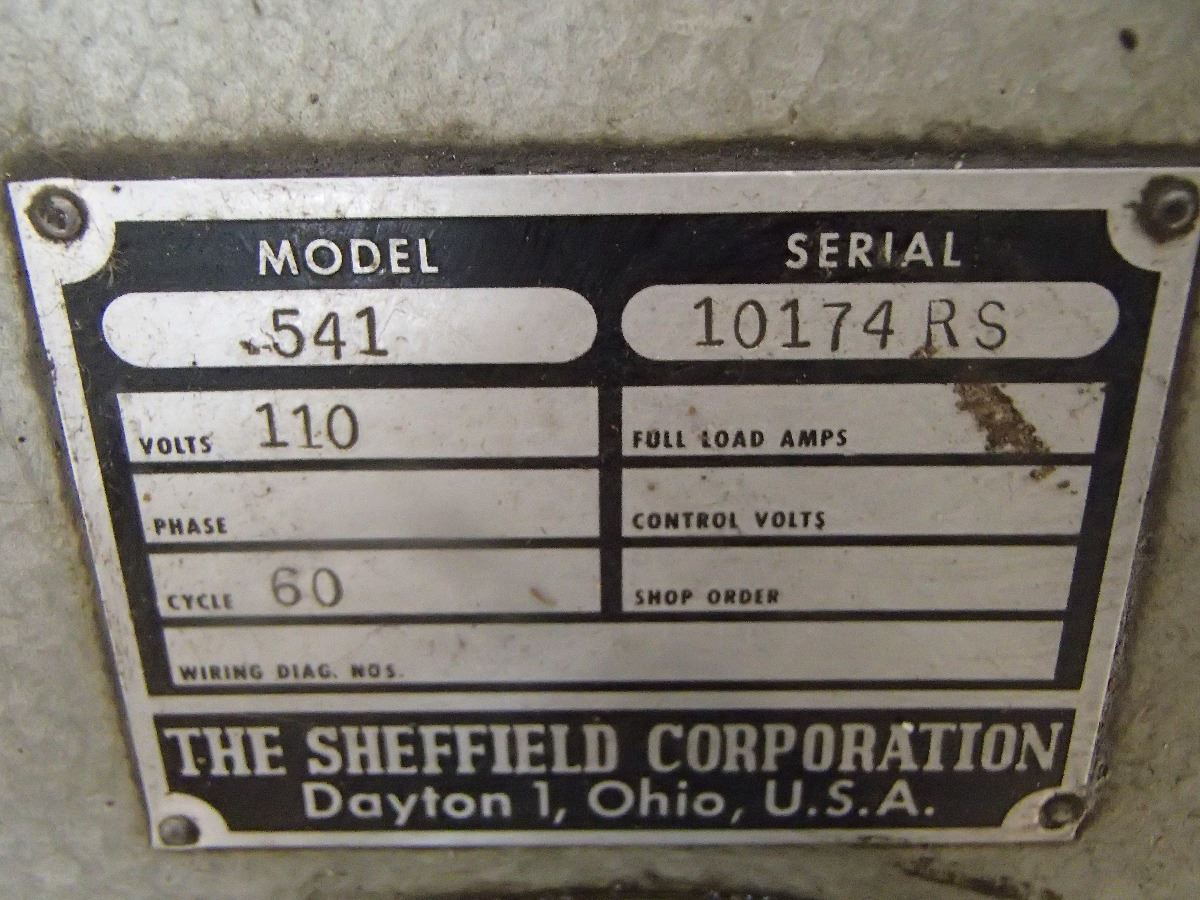 MODEL SERIAL
541 10174 RS
VOLTS 110 FULL LOAD AMPS
PHASE CONTROL VOLTS
CYCLE 60 SHOP ORDER
WIRING DIAG. NOS.
THE SHEFFIELD CORPORATION
Dayton 1, Ohio, U.S.A.